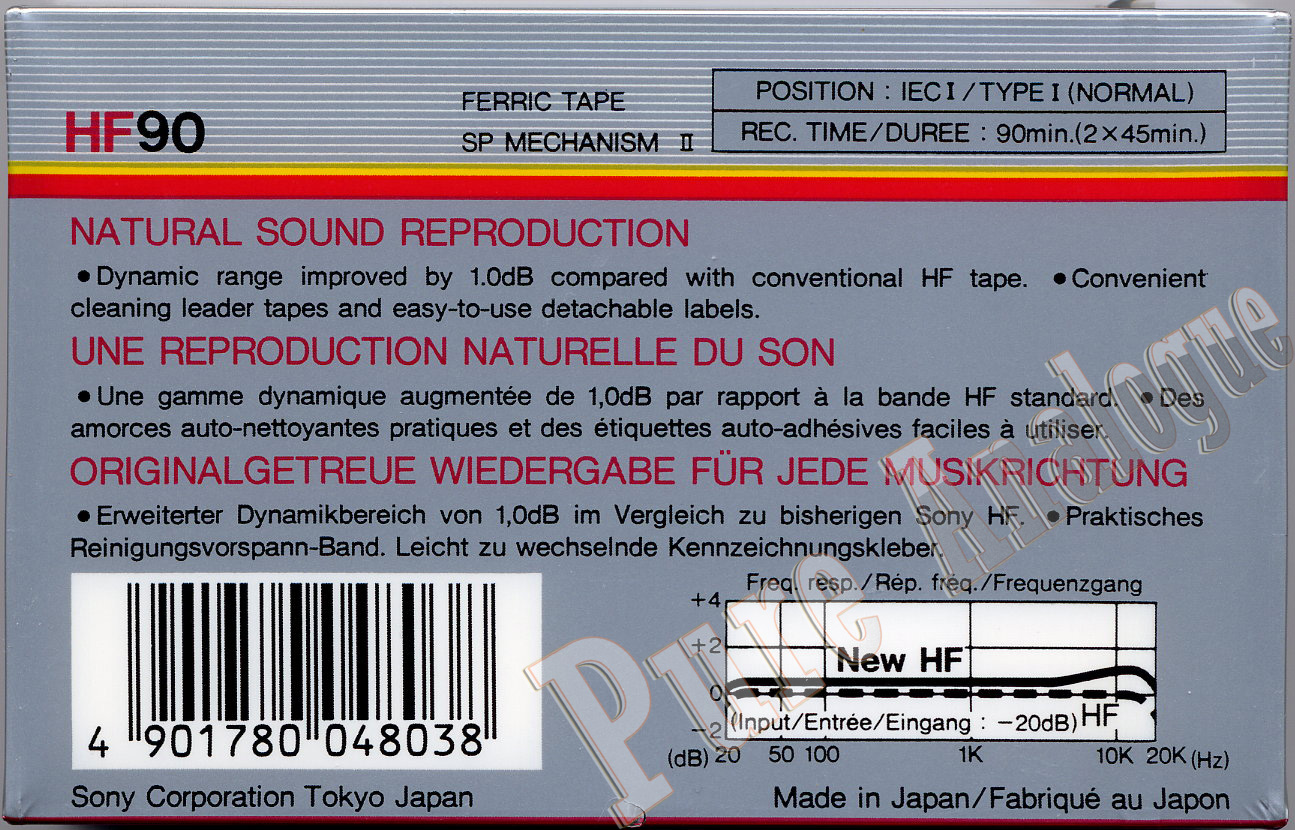 HF90
FERRIC TAPE
SP MECHANISM II
POSITION : IEC I / TYPE I (NORMAL)
REC. TIME/DUREE : 90min.(2×45min.)
NATURAL SOUND REPRODUCTION
●Dynamic range improved by 1.0dB compared with conventional HF tape. ●Convenient
cleaning leader tapes and easy-to-use detachable labels.
UNE REPRODUCTION NATURELLE DU SON
●Une gamme dynamique augmentée de 1,0dB par rapport à la bande HF standard. ●Des
amorces auto-nettoyantes pratiques et des étiquettes auto-adhésives faciles à utiliser.
ORIGINALGETREUE WIEDERGABE FÜR JEDE MUSIKRICHTUNG
●Erweiterter Dynamikbereich von 1,0dB im Vergleich zu bisherigen Sony HF. ●Praktisches
Reinigungsvorspann-Band. Leicht zu wechselnde Kennzeichnungskleber.
4 901780 048038
Freq. resp./Rép. fréq./Frequenzgang
+4
+2
New HF
0
(Input/Entrée/Eingang : −20dB) HF
−2
(dB) 20 50 100 1K 10K 20K (Hz)
Sony Corporation Tokyo Japan
Made in Japan/Fabriqué au Japon
Pure Analogue